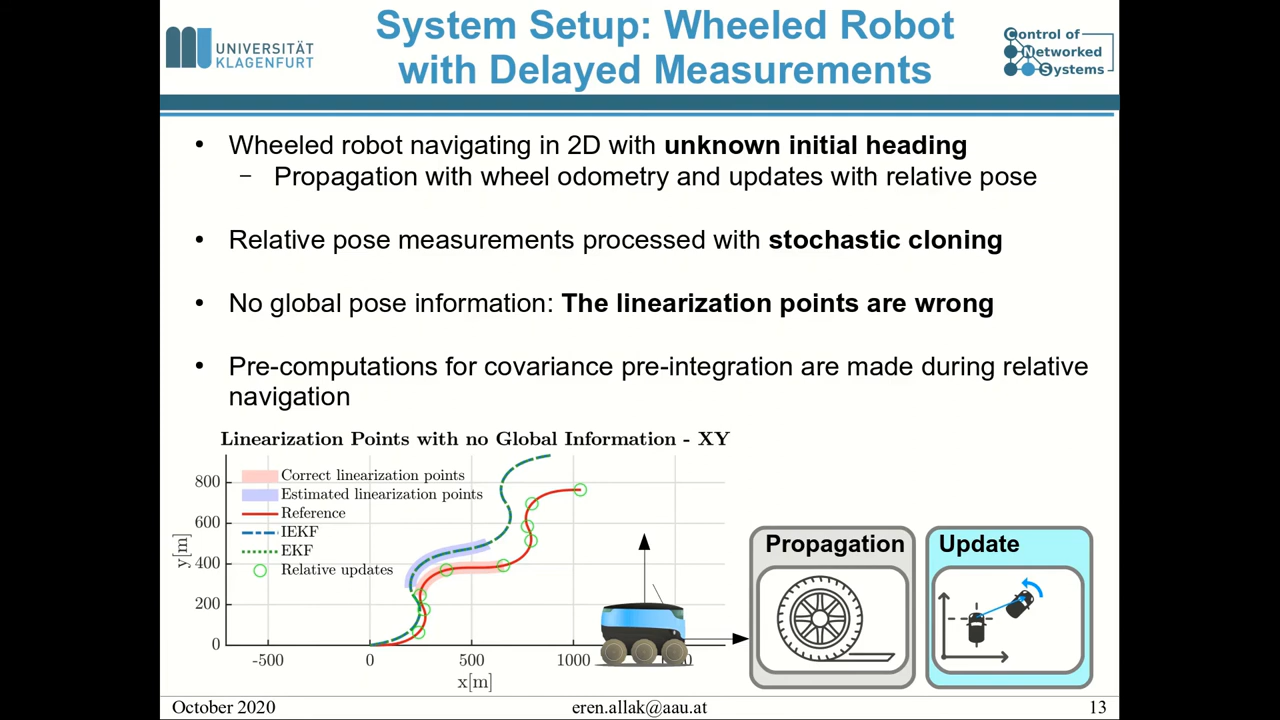 UNIVERSITÄT
KLAGENFURT
System Setup: Wheeled Robot
with Delayed Measurements
Control of
Networked
Systems
• Wheeled robot navigating in 2D with unknown initial heading
– Propagation with wheel odometry and updates with relative pose
• Relative pose measurements processed with stochastic cloning
• No global pose information: The linearization points are wrong
• Pre-computations for covariance pre-integration are made during relative
navigation
Linearization Points with no Global Information - XY
Correct linearization points
Estimated linearization points
Reference
IEKF
EKF
Relative updates
y[m]
800
600
400
200
0
-500 0 500 1000
x[m]
Propagation
Update
October 2020 eren.allak@aau.at 13